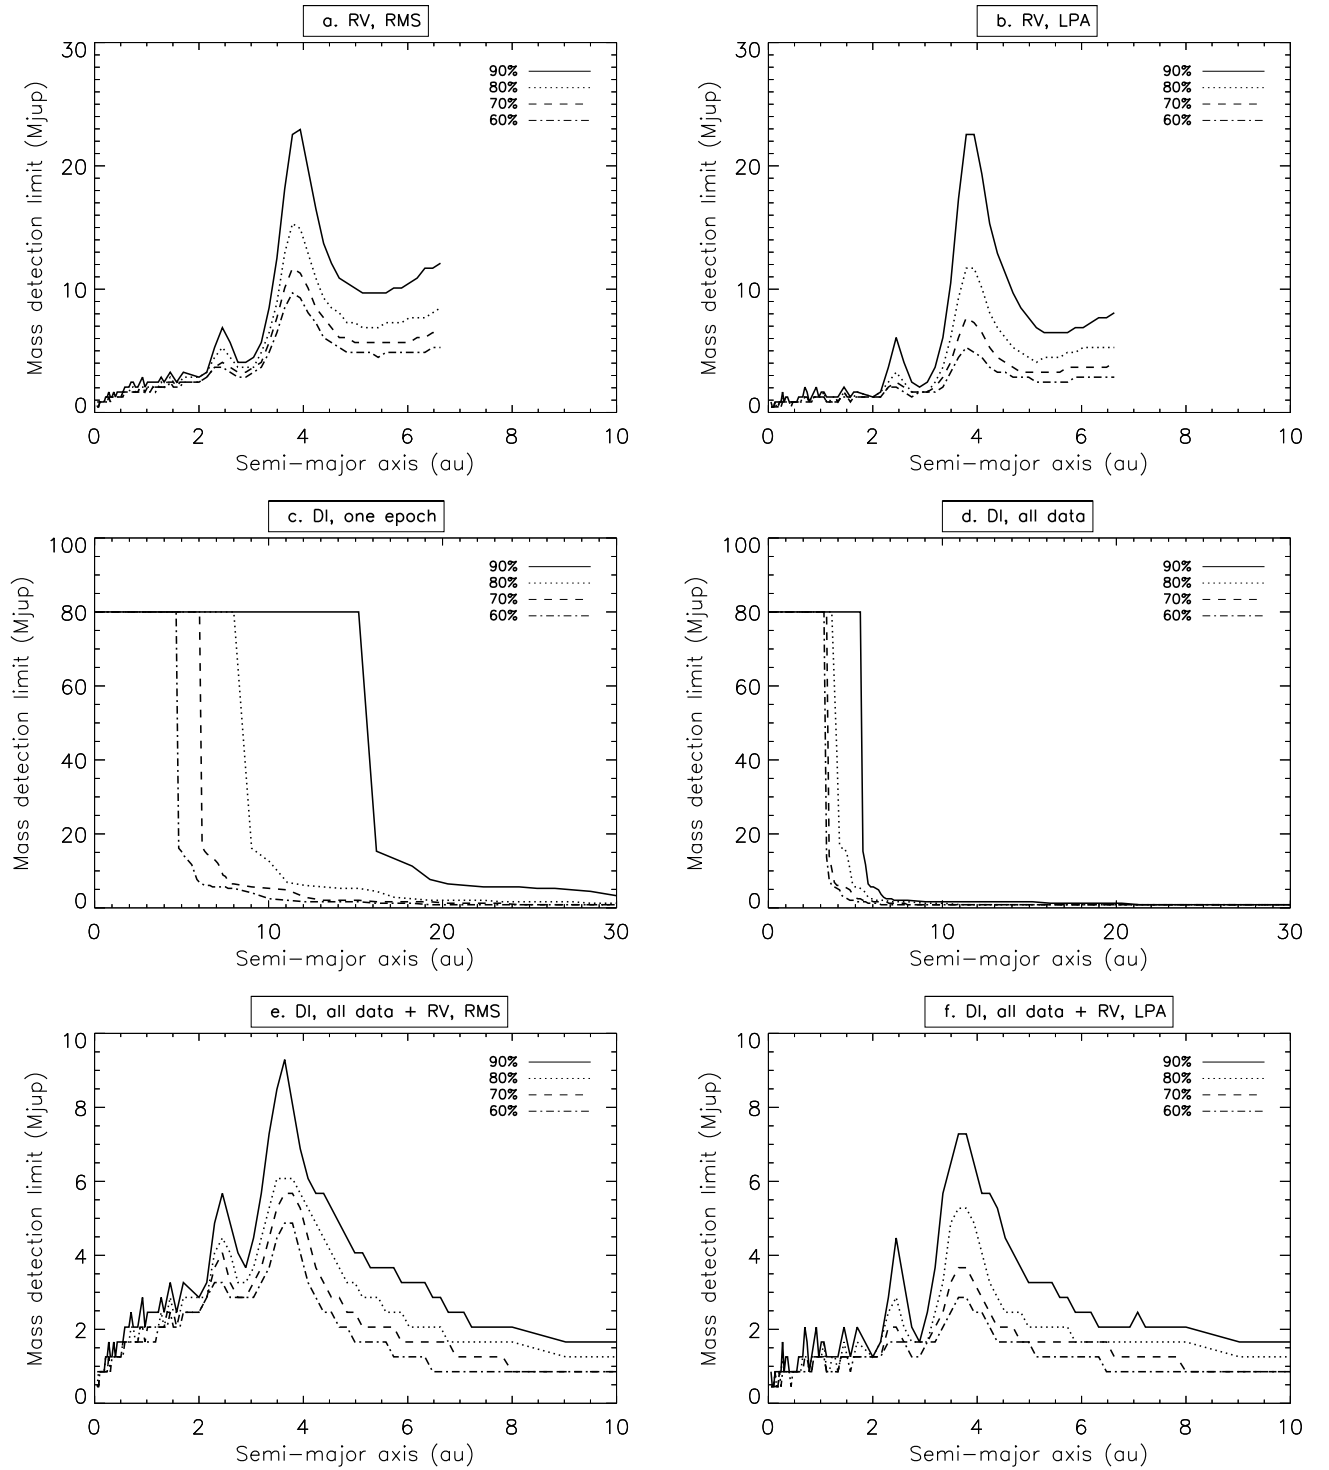 a. RV, RMS
Mass detection limit (Mjup)
30
20
10
0
90%
80%
70%
60%
0 2 4 6 8 10
Semi-major axis (au)
b. RV, LPA
Mass detection limit (Mjup)
30
20
10
0
90%
80%
70%
60%
0 2 4 6 8 10
Semi-major axis (au)
c. DI, one epoch
Mass detection limit (Mjup)
100
80
60
40
20
0
90%
80%
70%
60%
0 10 20 30
Semi-major axis (au)
d. DI, all data
Mass detection limit (Mjup)
100
80
60
40
20
0
90%
80%
70%
60%
0 10 20 30
Semi-major axis (au)
e. DI, all data + RV, RMS
Mass detection limit (Mjup)
10
8
6
4
2
0
90%
80%
70%
60%
0 2 4 6 8 10
Semi-major axis (au)
f. DI, all data + RV, LPA
Mass detection limit (Mjup)
10
8
6
4
2
0
90%
80%
70%
60%
0 2 4 6 8 10
Semi-major axis (au)